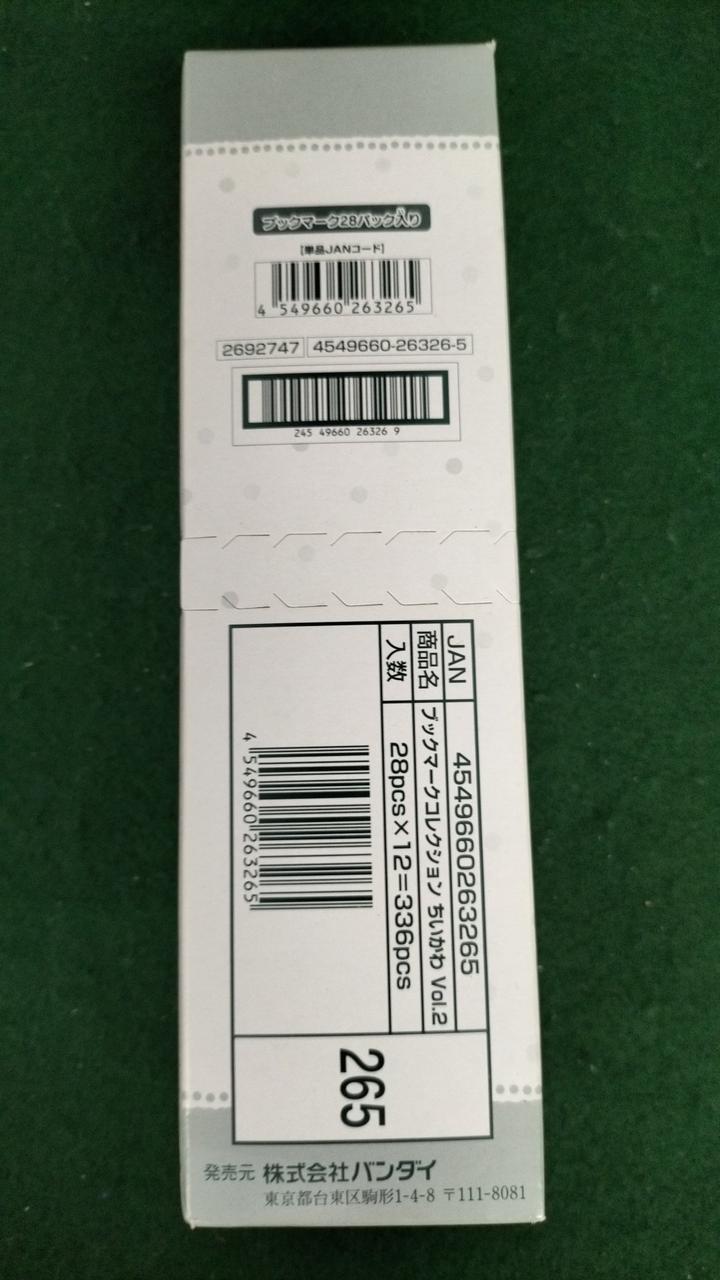 ブックマーク28パック入り
[単品JANコード]
4 549660 263265
2692747 4549660-26326-5
245 49660 26326 9
JAN 4549660263265
商品名 ブックマークコレクション ちいかわ Vol.2
入数 28pcs×12=336pcs
4 549660 263265
265
発売元 株式会社バンダイ
東京都台東区駒形1-4-8 〒111-8081